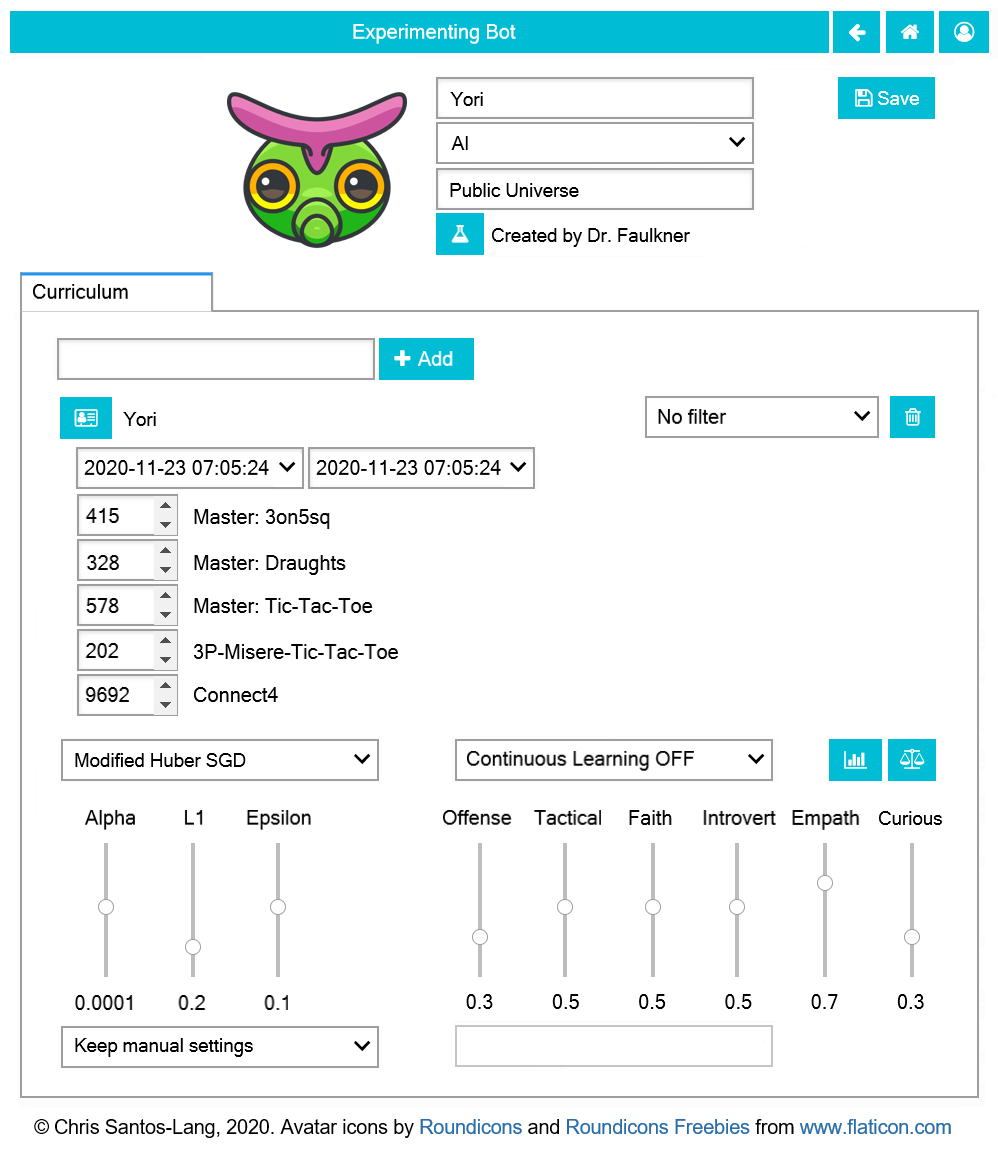 Experimenting Bot
Yori
Save
AI
Public Universe
Created by Dr. Faulkner
Curriculum
Add
Yori
No filter
2020-11-23 07:05:24 2020-11-23 07:05:24
415 Master: 3on5sq
328 Master: Draughts
578 Master: Tic-Tac-Toe
202 3P-Misere-Tic-Tac-Toe
9692 Connect4
Modified Huber SGD Continuous Learning OFF
Alpha L1 Epsilon Offense Tactical Faith Introvert Empath Curious
0.0001 0.2 0.1 0.3 0.5 0.5 0.5 0.7 0.3
Keep manual settings
© Chris Santos-Lang, 2020. Avatar icons by Roundicons and Roundicons Freebies from www.flaticon.com